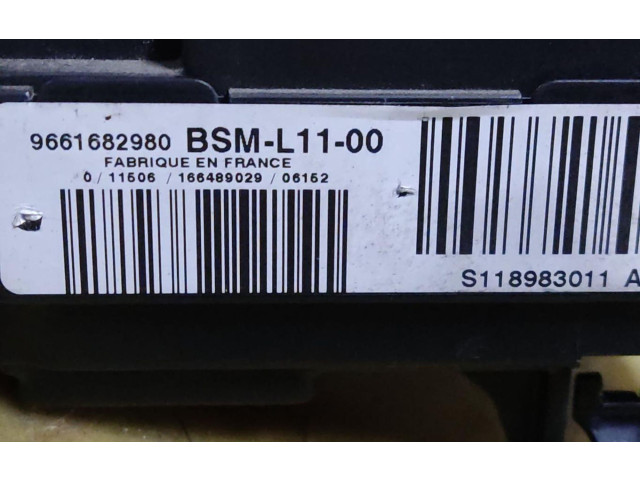 9661682980 BSM-L11-00
FABRIQUE EN FRANCE
0/11506 /166489029 /06152
S118983011 A